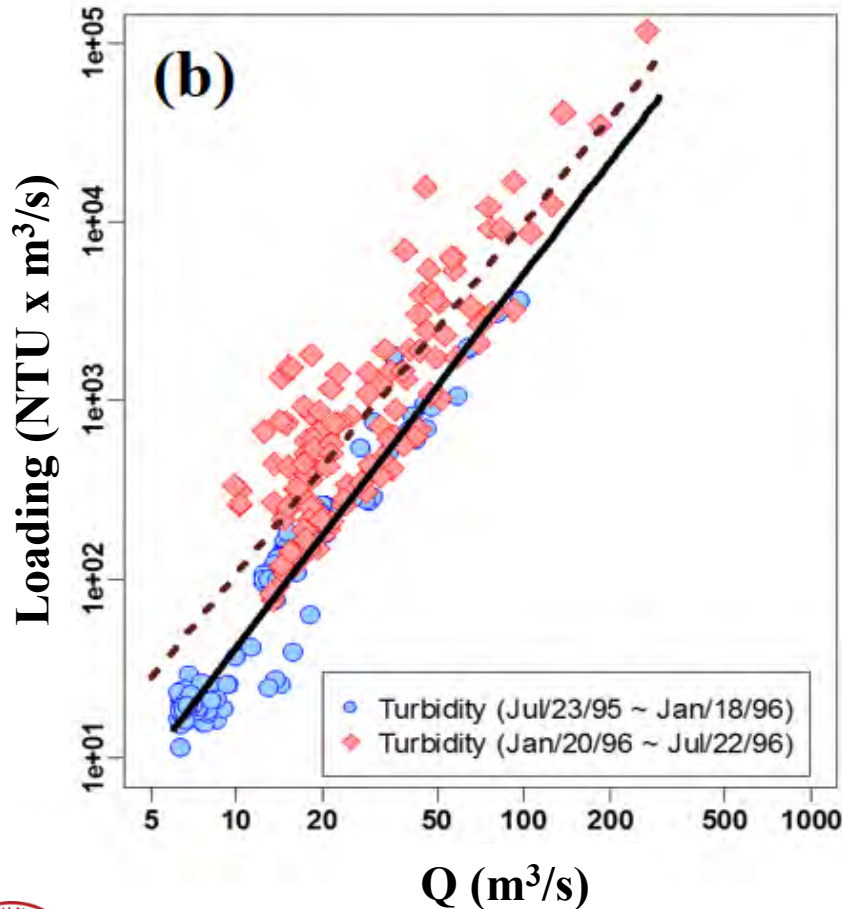 (b)
1e+05
1e+04
1e+03
1e+02
1e+01
Loading (NTU x m³/s)
Turbidity (Jul/23/95 ~ Jan/18/96)
Turbidity (Jan/20/96 ~ Jul/22/96)
5 10 20 50 100 200 500 1000
Q (m³/s)